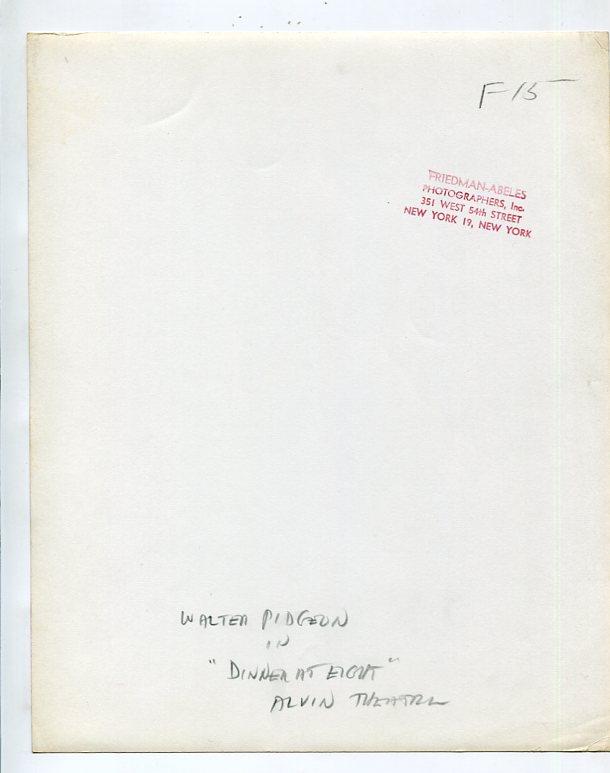 F-15
FRIEDMAN-ABELES
PHOTOGRAPHERS, Inc.
351 WEST 54th STREET
NEW YORK 19, NEW YORK
WALTER PIDGEON
IN
"DINNER AT EIGHT"
ALVIN THEATRE